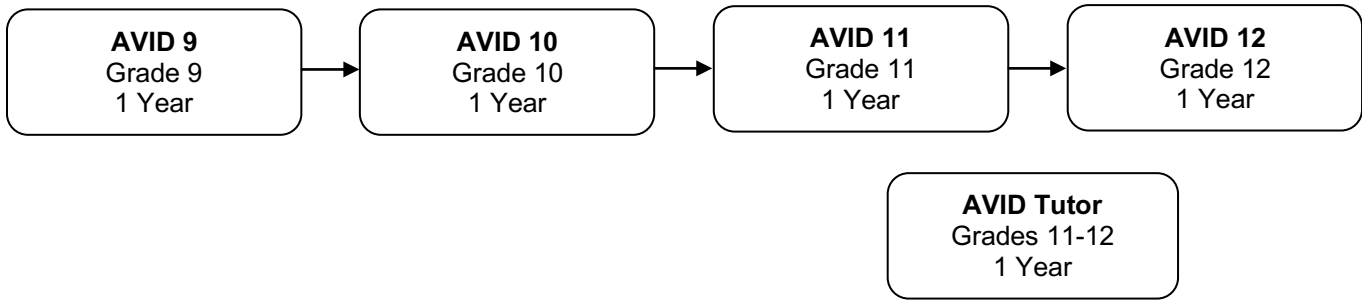 AVID 9
Grade 9
1 Year
AVID 10
Grade 10
1 Year
AVID 11
Grade 11
1 Year
AVID 12
Grade 12
1 Year
AVID Tutor
Grades 11-12
1 Year